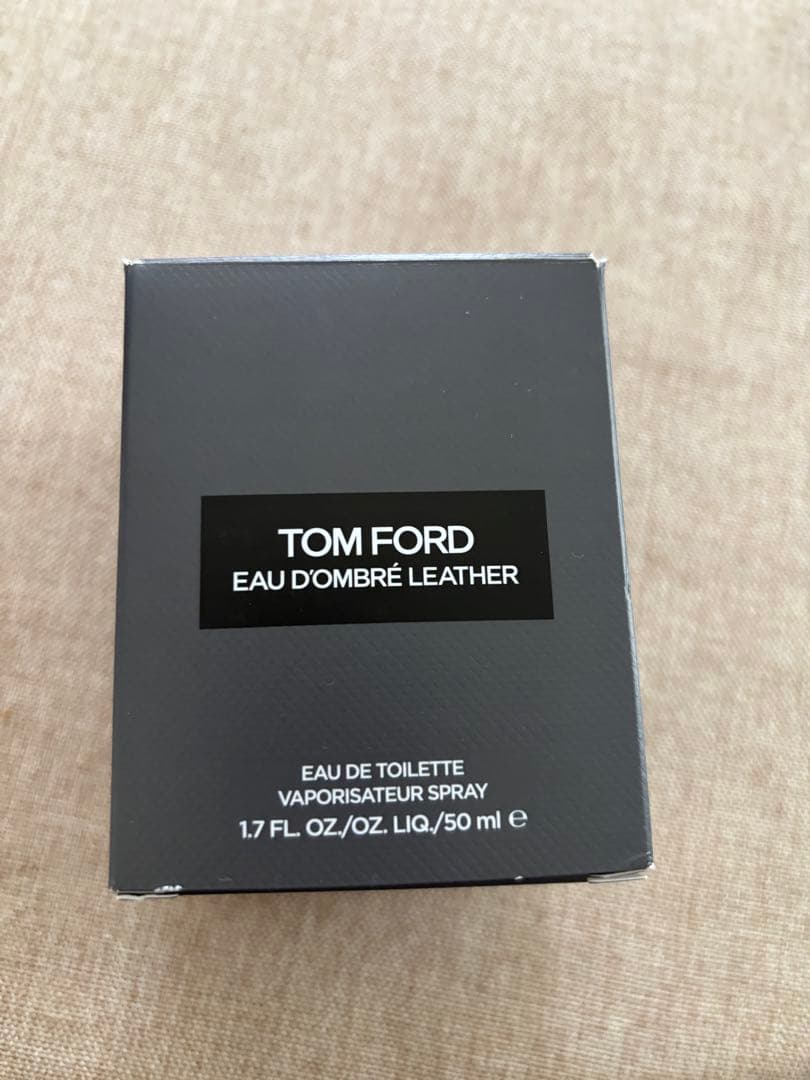 TOM FORD
EAU D'OMBRÉ LEATHER
EAU DE TOILETTE
VAPORISATEUR SPRAY
1.7 FL. OZ./OZ. LIQ./50 ml ℮